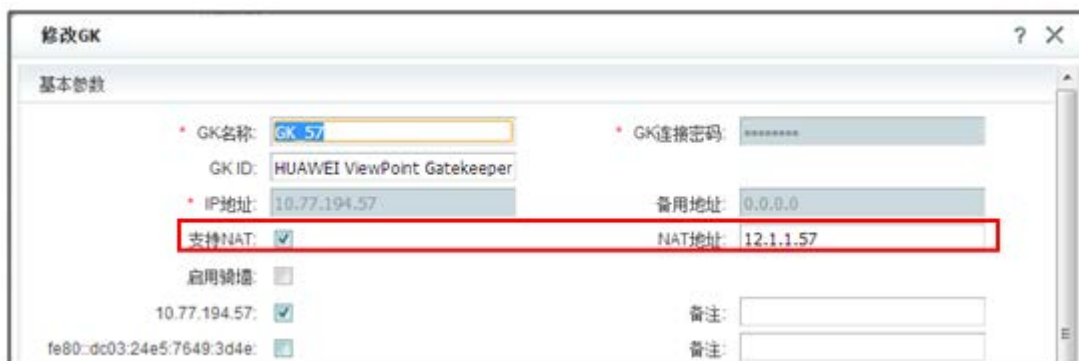 修改GK
基本参数
* GK名称: GK_57 * GK连接密码: ********
GK ID: HUAWEI ViewPoint Gatekeeper
* IP地址: 10.77.194.57 备用地址: 0.0.0.0
支持NAT: NAT地址: 12.1.1.57
启用骑墙:
10.77.194.57: 备注:
fe80::dc03:24e5:7649:3d4e: 备注: